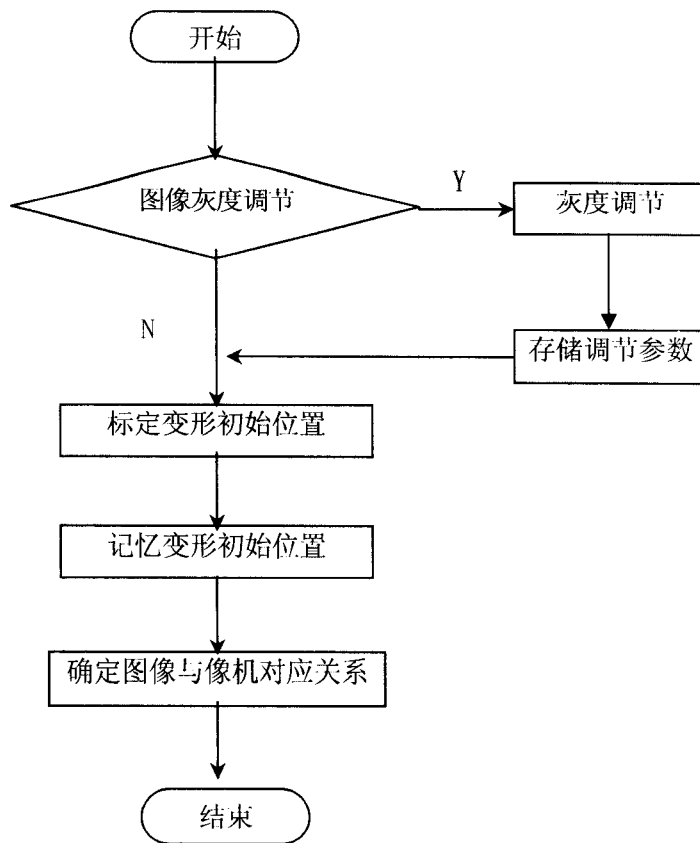 开始
图像灰度调节
Y
灰度调节
N
存储调节参数
标定变形初始位置
记忆变形初始位置
确定图像与像机对应关系
结束